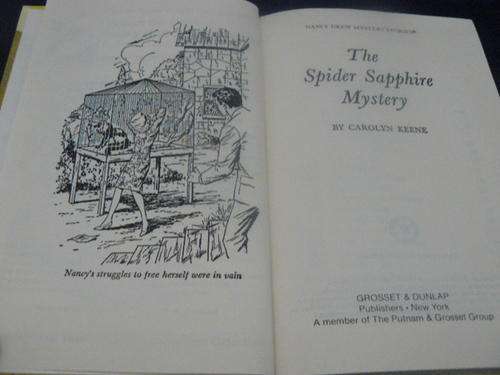 Nancy's struggles to free herself were in vain
NANCY DREW MYSTERY STORIES®
The
Spider Sapphire
Mystery
BY CAROLYN KEENE
GROSSET & DUNLAP
Publishers • New York
A member of The Putnam & Grosset Group